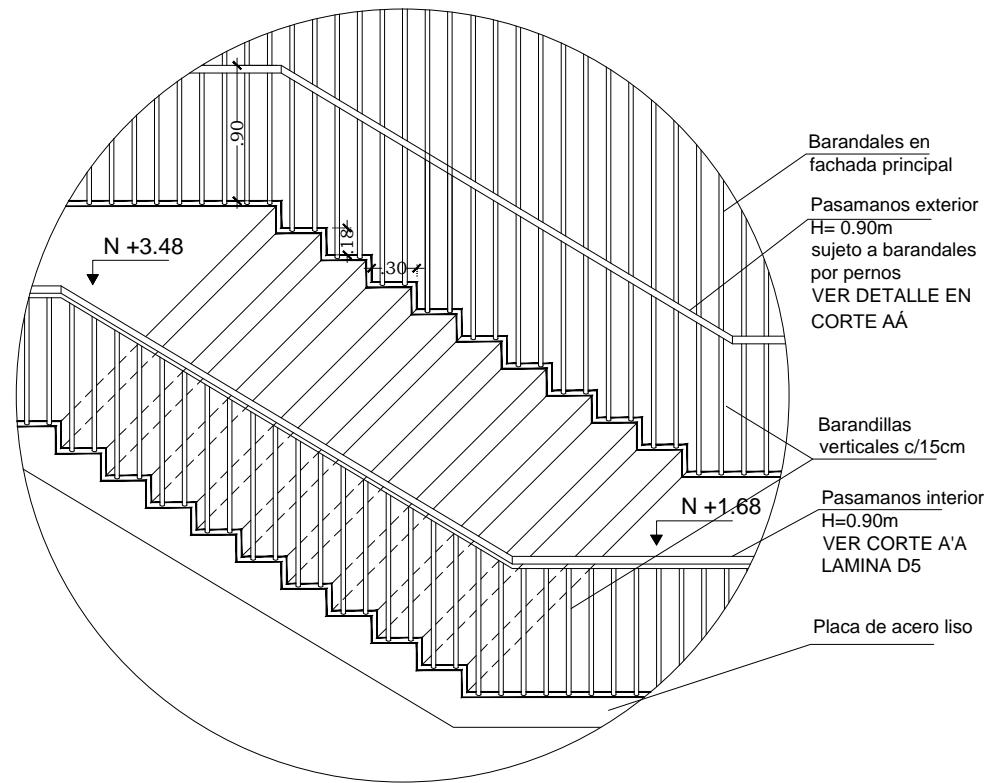 .90
N +3.48
.18
.30
Barandales en
fachada principal
Pasamanos exterior
H= 0.90m
sujeto a barandales
por pernos
VER DETALLE EN
CORTE AÁ
Barandillas
verticales c/15cm
N +1.68
Pasamanos interior
H=0.90m
VER CORTE A'A
LAMINA D5
Placa de acero liso